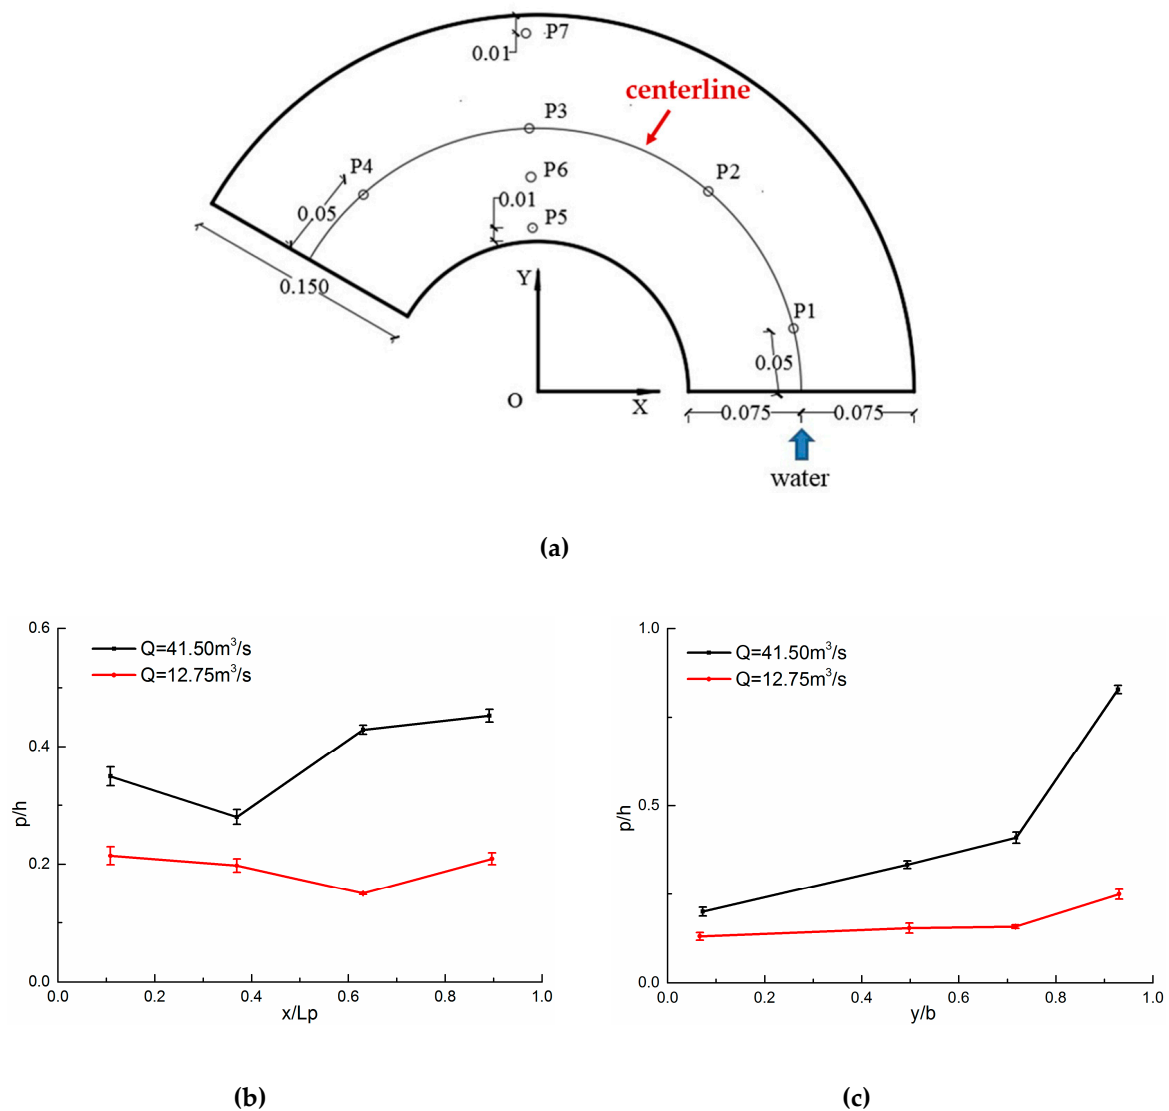 P7
0.01
centerline
P3
P4
P6
P2
0.01
0.05
P5
Y
0.150
P1
0.05
O
X
0.075 0.075
water
(a)
0.6
Q=41.50m³/s
Q=12.75m³/s
0.4
p/h
0.2
0.0
0.0 0.2 0.4 0.6 0.8 1.0
x/Lp
(b)
1.0
Q=41.50m³/s
Q=12.75m³/s
0.5
p/h
0.0
0.0 0.2 0.4 0.6 0.8 1.0
y/b
(c)